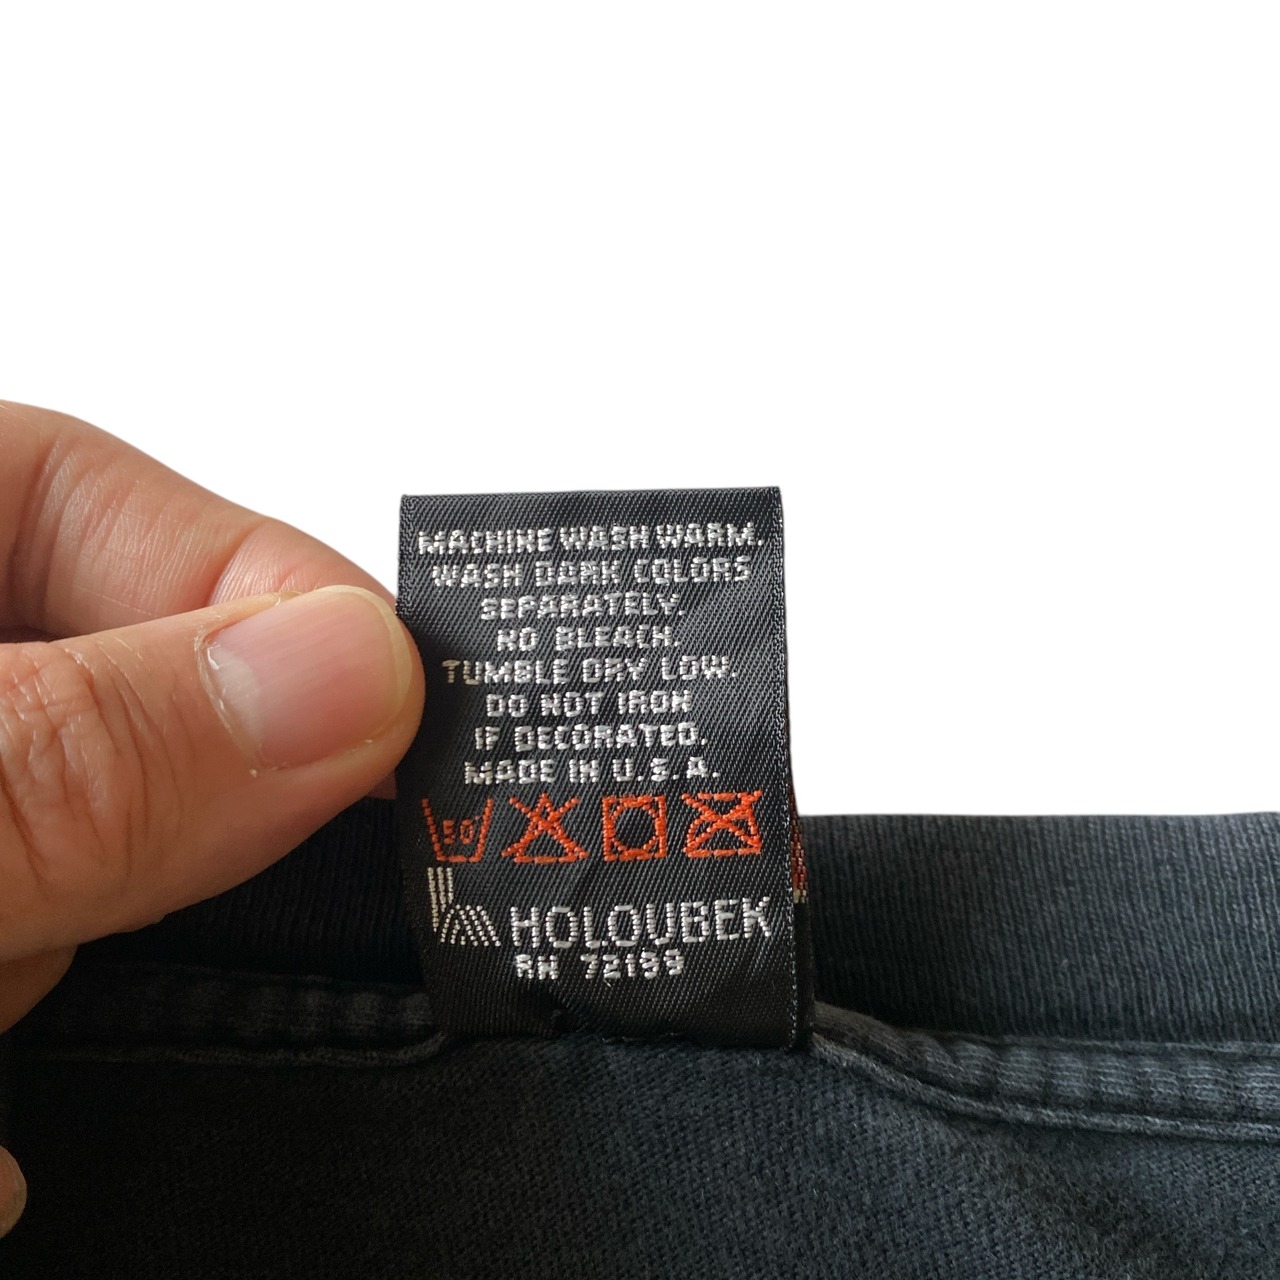 MACHINE WASH WARM.
WASH DARK COLORS
SEPARATELY.
NO BLEACH.
TUMBLE DRY LOW.
DO NOT IRON
IF DECORATED.
MADE IN U.S.A.
30
HOLOUBEK
RN 72199